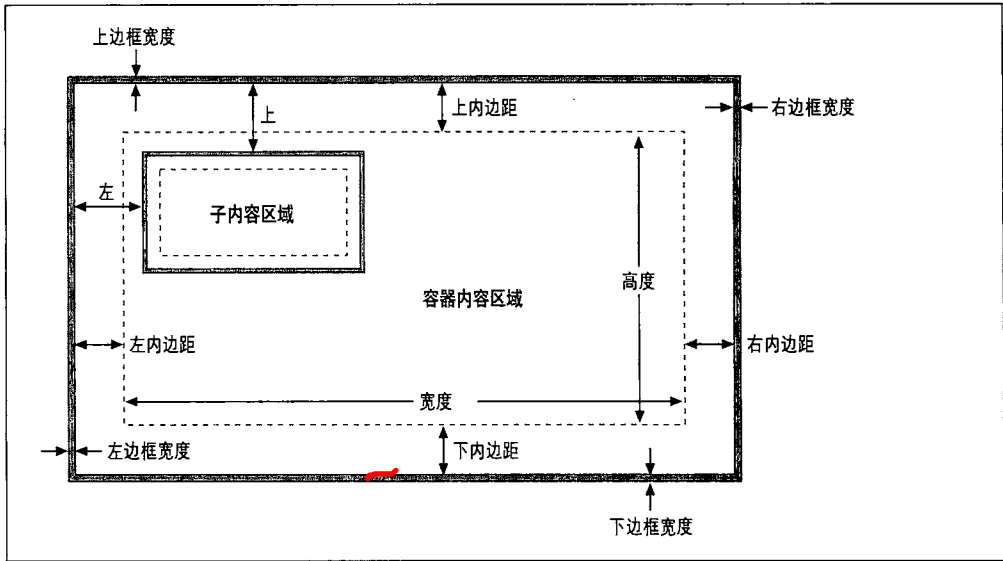 上边框宽度
上
上内边距
右边框宽度
左
子内容区域
高度
容器内容区域
左内边距
右内边距
宽度
左边框宽度
下内边距
下边框宽度